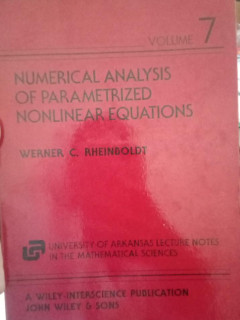 VOLUME 7
NUMERICAL ANALYSIS
OF PARAMETRIZED
NONLINEAR EQUATIONS
WERNER C. RHEINBOLDT
UNIVERSITY OF ARKANSAS LECTURE NOTES
IN THE MATHEMATICAL SCIENCES
A WILEY-INTERSCIENCE PUBLICATION
JOHN WILEY & SONS